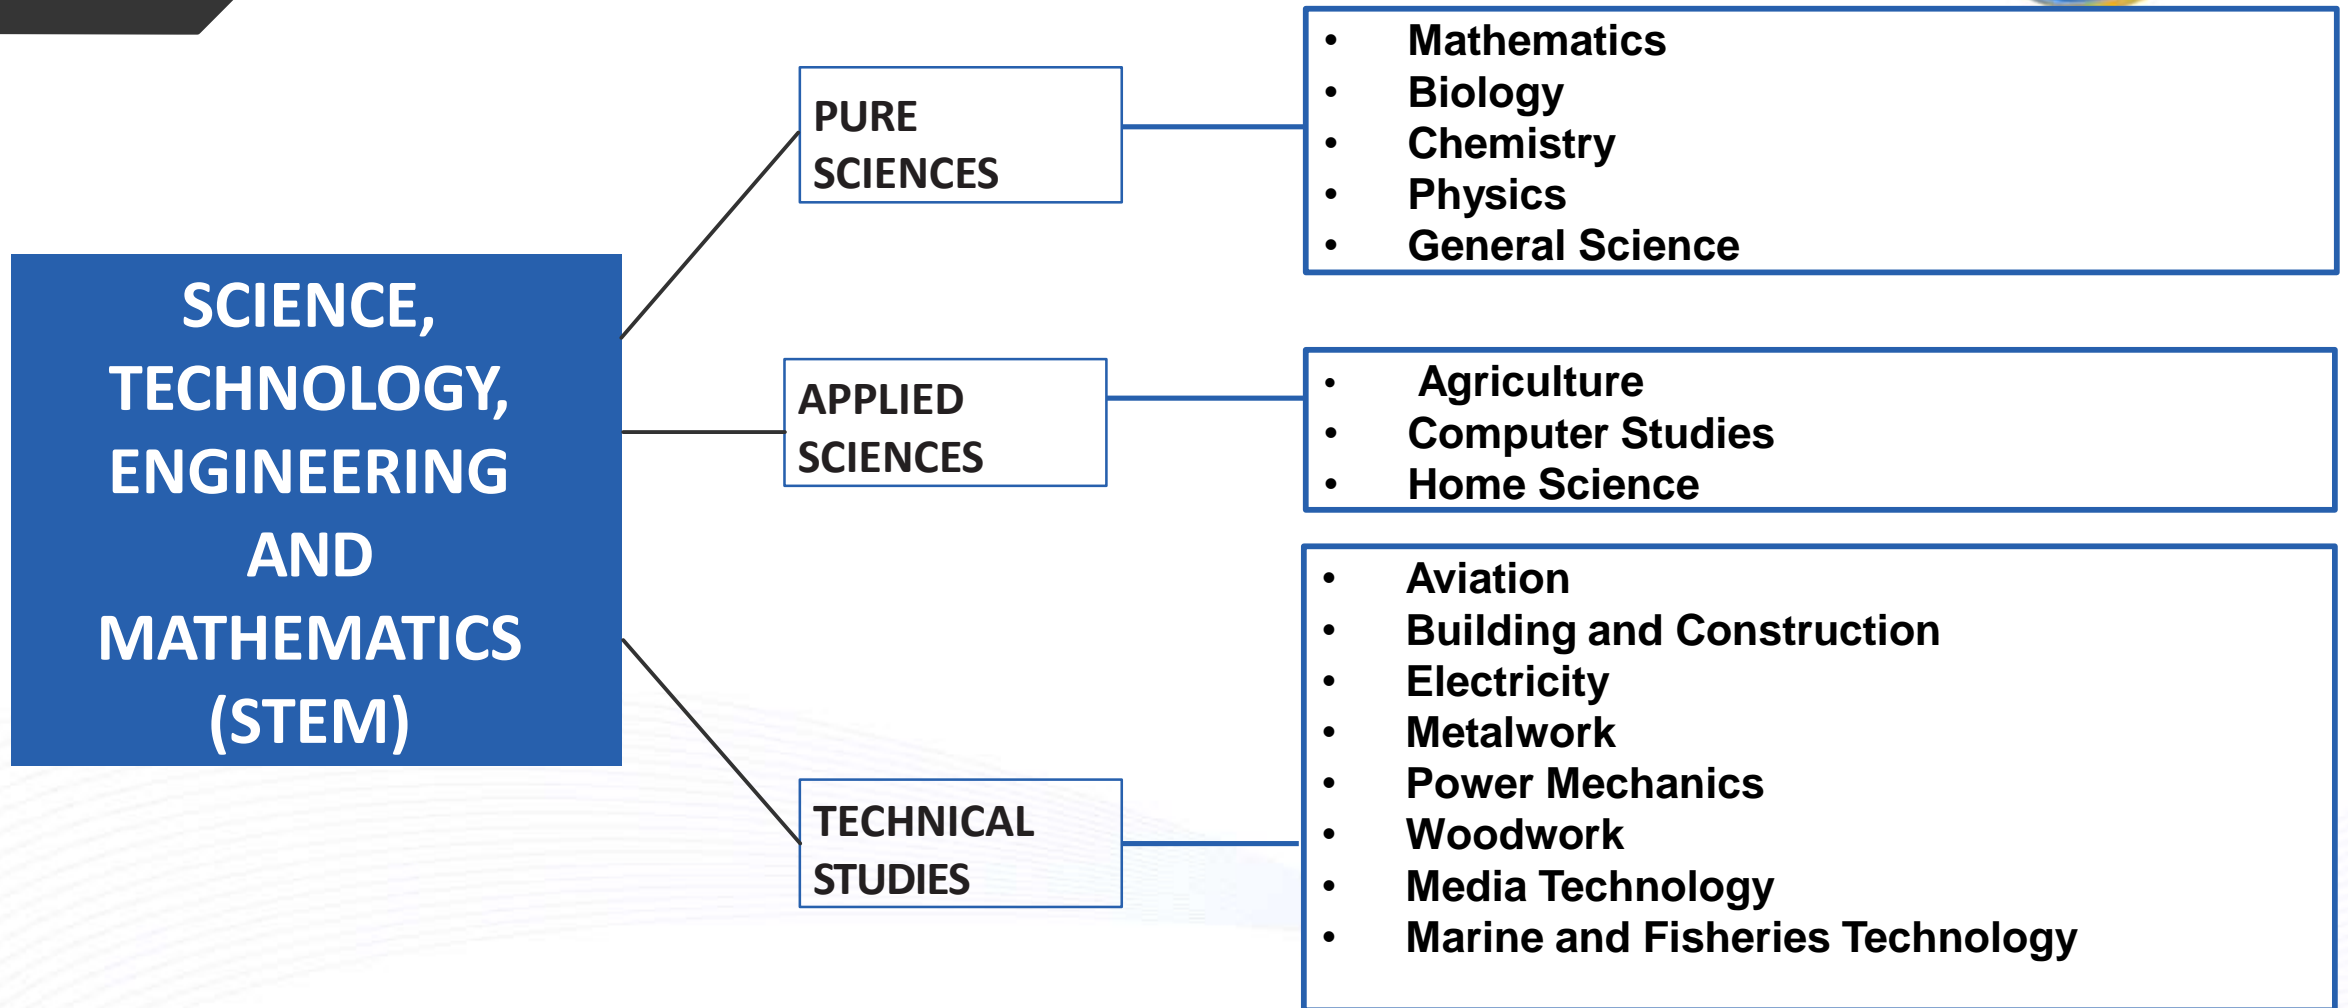 SCIENCE,
TECHNOLOGY,
ENGINEERING
AND
MATHEMATICS
(STEM)
PURE
SCIENCES
• Mathematics
• Biology
• Chemistry
• Physics
• General Science
APPLIED
SCIENCES
• Agriculture
• Computer Studies
• Home Science
TECHNICAL
STUDIES
• Aviation
• Building and Construction
• Electricity
• Metalwork
• Power Mechanics
• Woodwork
• Media Technology
• Marine and Fisheries Technology